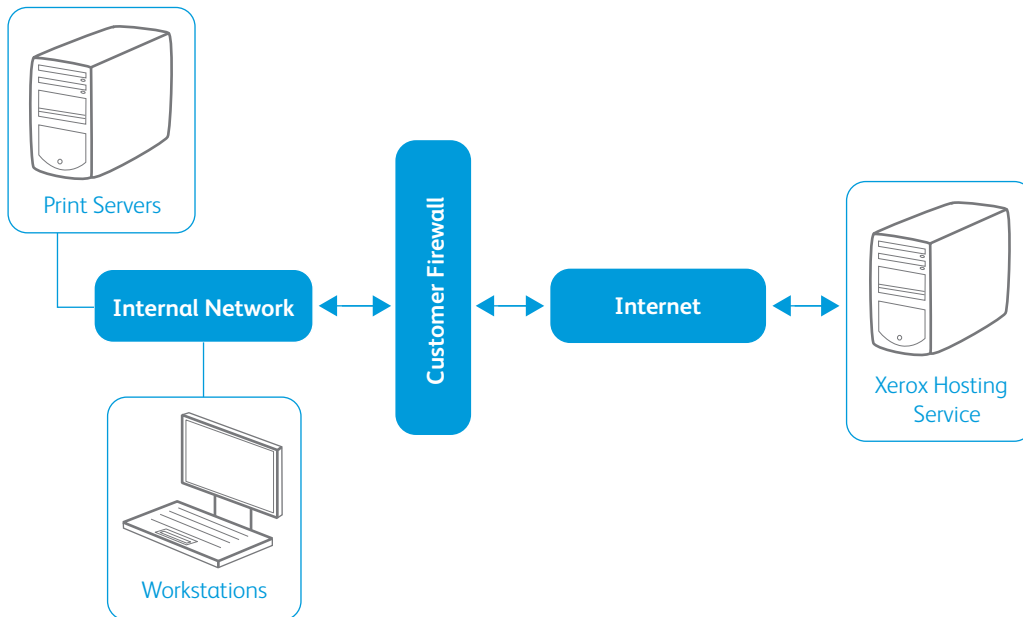 Print Servers
Internal Network
Customer Firewall
Internet
Xerox Hosting
Service
Workstations